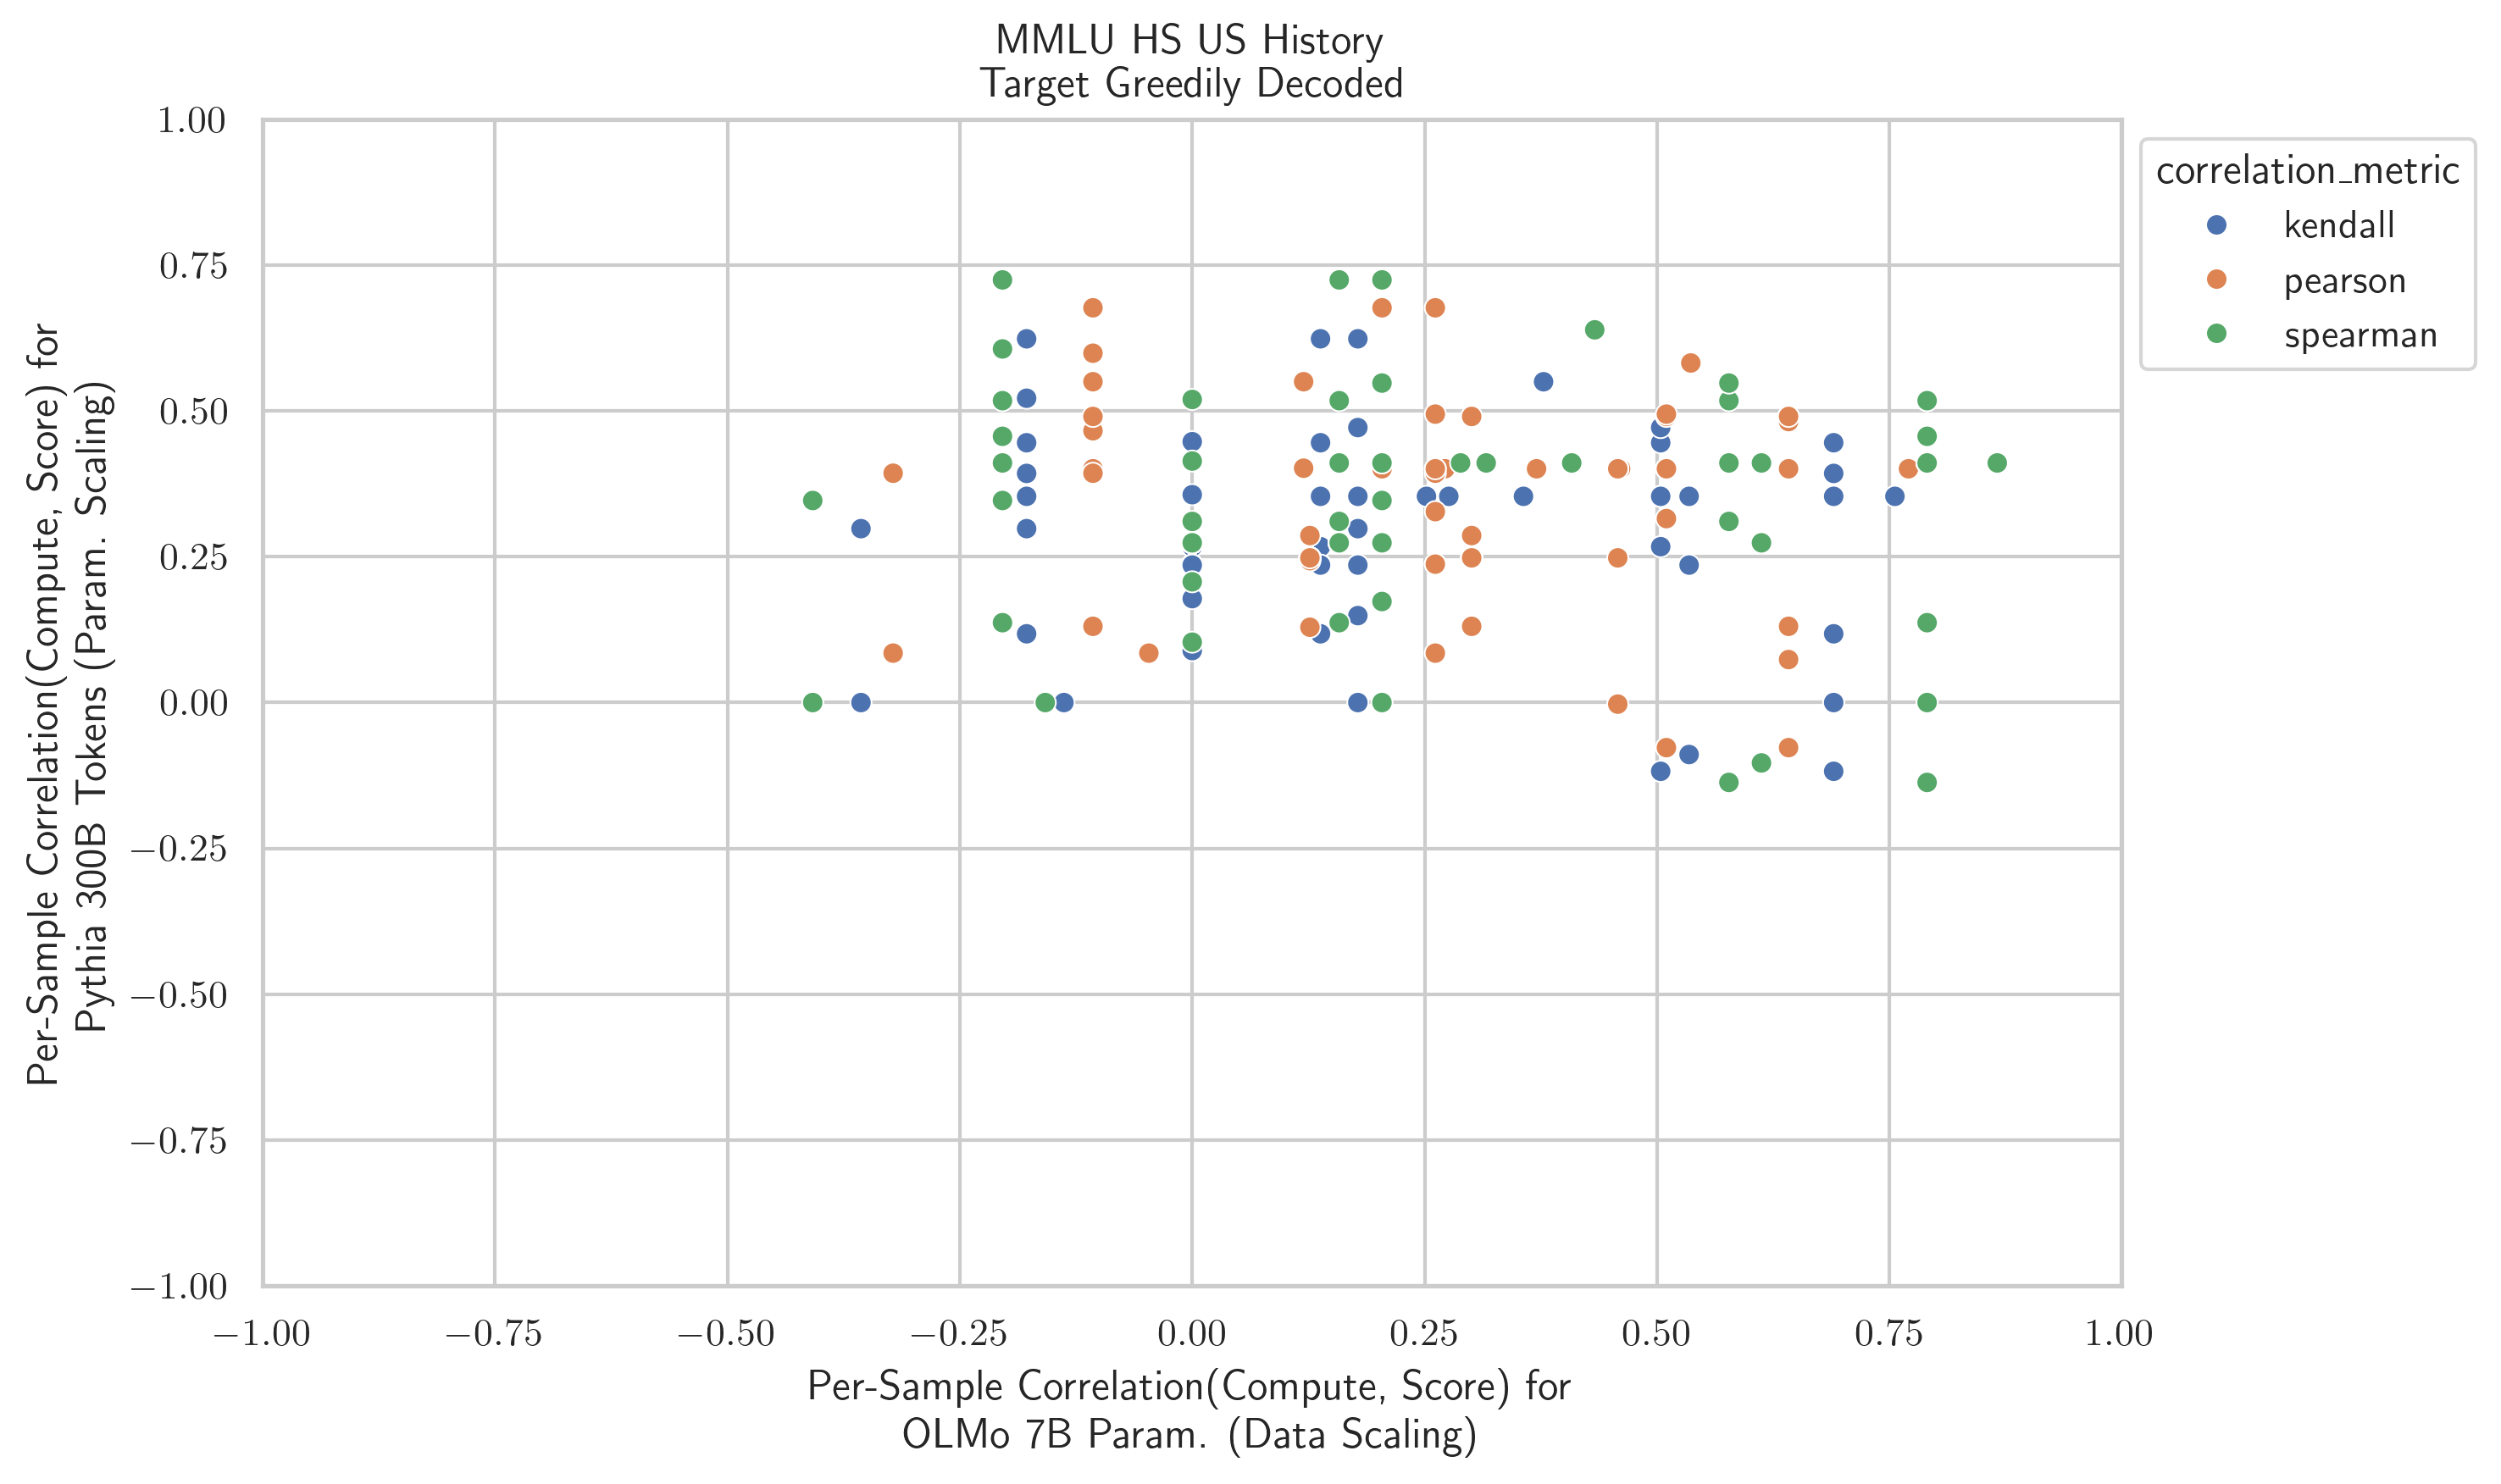 MMLU HS US History
Target Greedily Decoded
1.00
0.75
0.50
0.25
0.00
−0.25
−0.50
−0.75
−1.00
Per-Sample Correlation(Compute, Score) for
Pythia 300B Tokens (Param. Scaling)
correlation_metric
kendall
pearson
spearman
−1.00
−0.75
−0.50
−0.25
0.00
0.25
0.50
0.75
1.00
Per-Sample Correlation(Compute, Score) for
OLMo 7B Param. (Data Scaling)